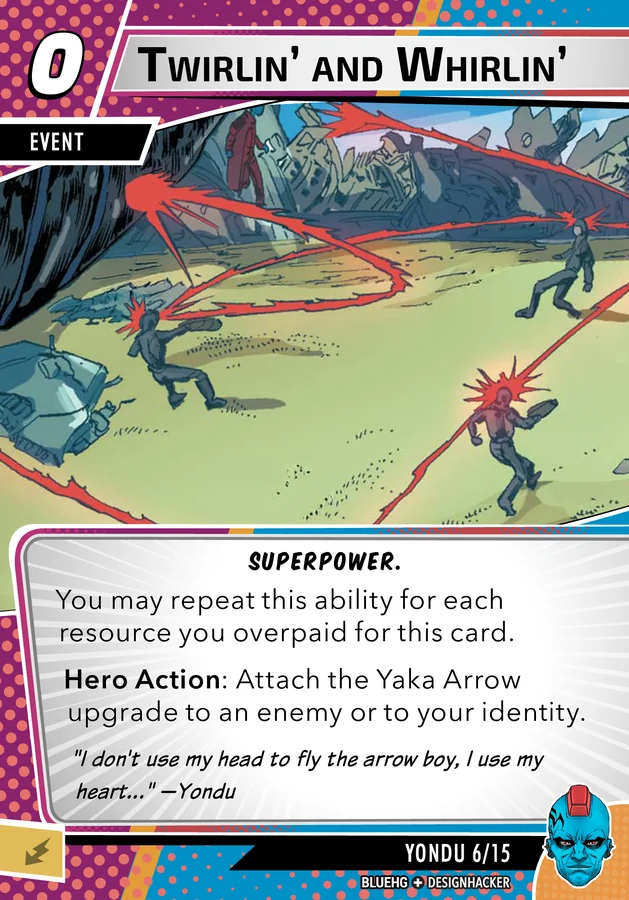 0
TWIRLIN' AND WHIRLIN'
EVENT
SUPERPOWER.
You may repeat this ability for each
resource you overpaid for this card.
Hero Action: Attach the Yaka Arrow
upgrade to an enemy or to your identity.
"I don't use my head to fly the arrow boy, I use my
heart..." —Yondu
YONDU 6/15
BLUEHG + DESIGNHACKER